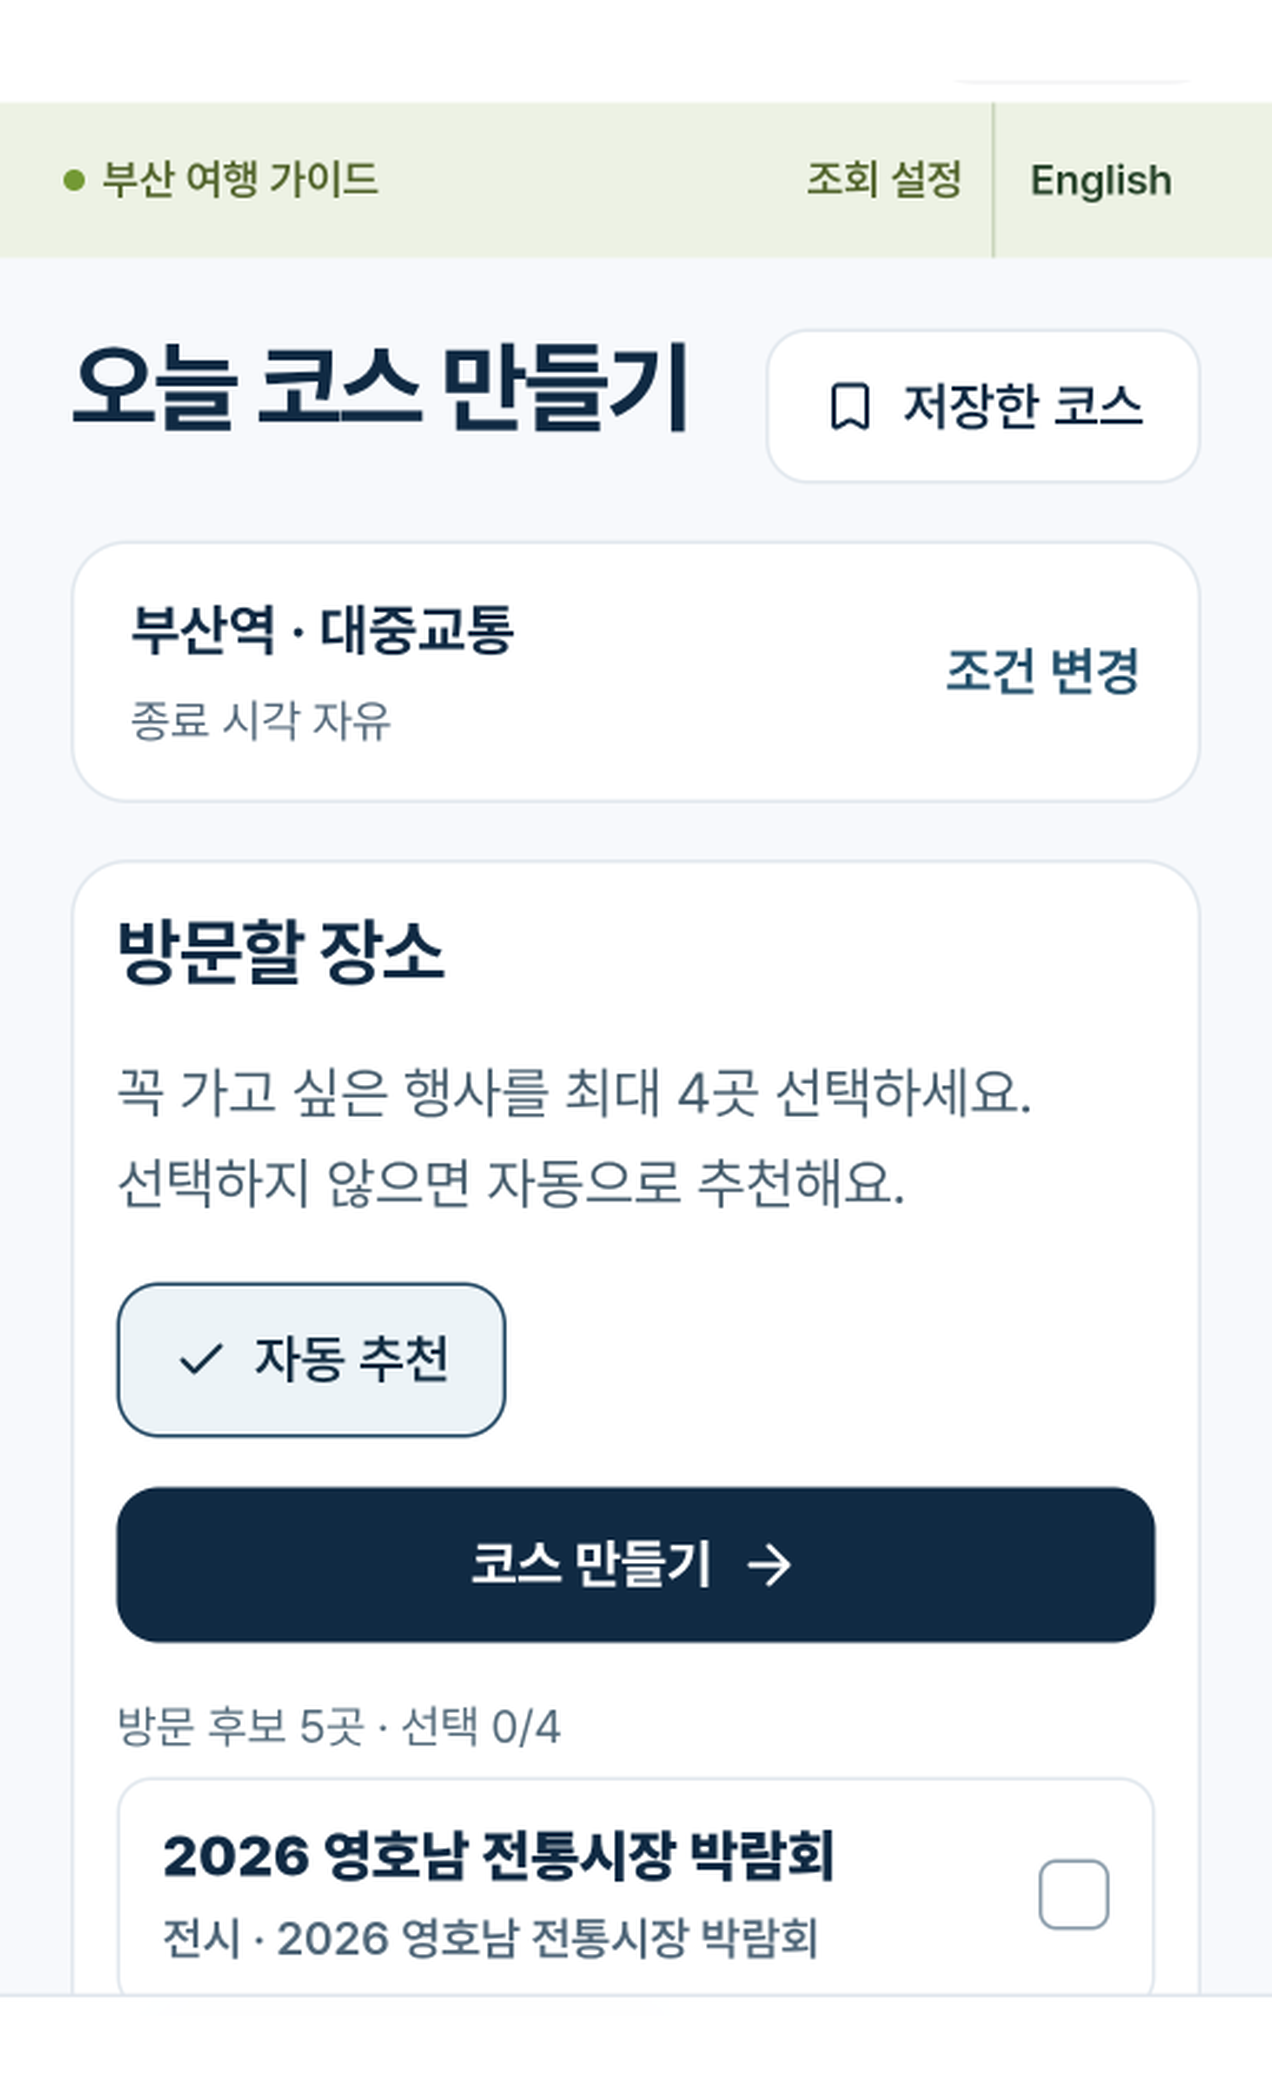 부산 여행 가이드
조회 설정
English
오늘 코스 만들기
저장한 코스
부산역 · 대중교통
종료 시각 자유
조건 변경
방문할 장소
꼭 가고 싶은 행사를 최대 4곳 선택하세요.
선택하지 않으면 자동으로 추천해요.
자동 추천
코스 만들기 →
방문 후보 5곳 · 선택 0/4
2026 영호남 전통시장 박람회
전시 · 2026 영호남 전통시장 박람회